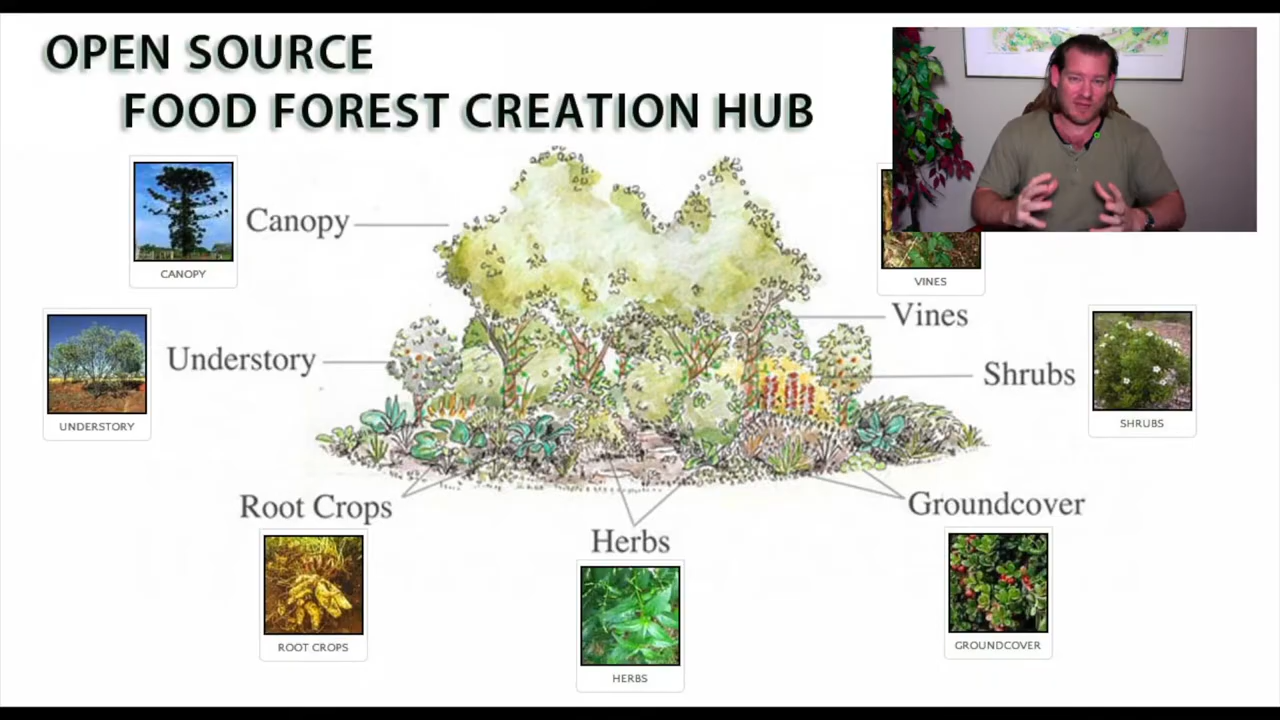 OPEN SOURCE
FOOD FOREST CREATION HUB
CANOPY
Canopy
VINES
Vines
UNDERSTORY
Understory
Shrubs
SHRUBS
Root Crops
ROOT CROPS
Herbs
HERBS
Groundcover
GROUNDCOVER